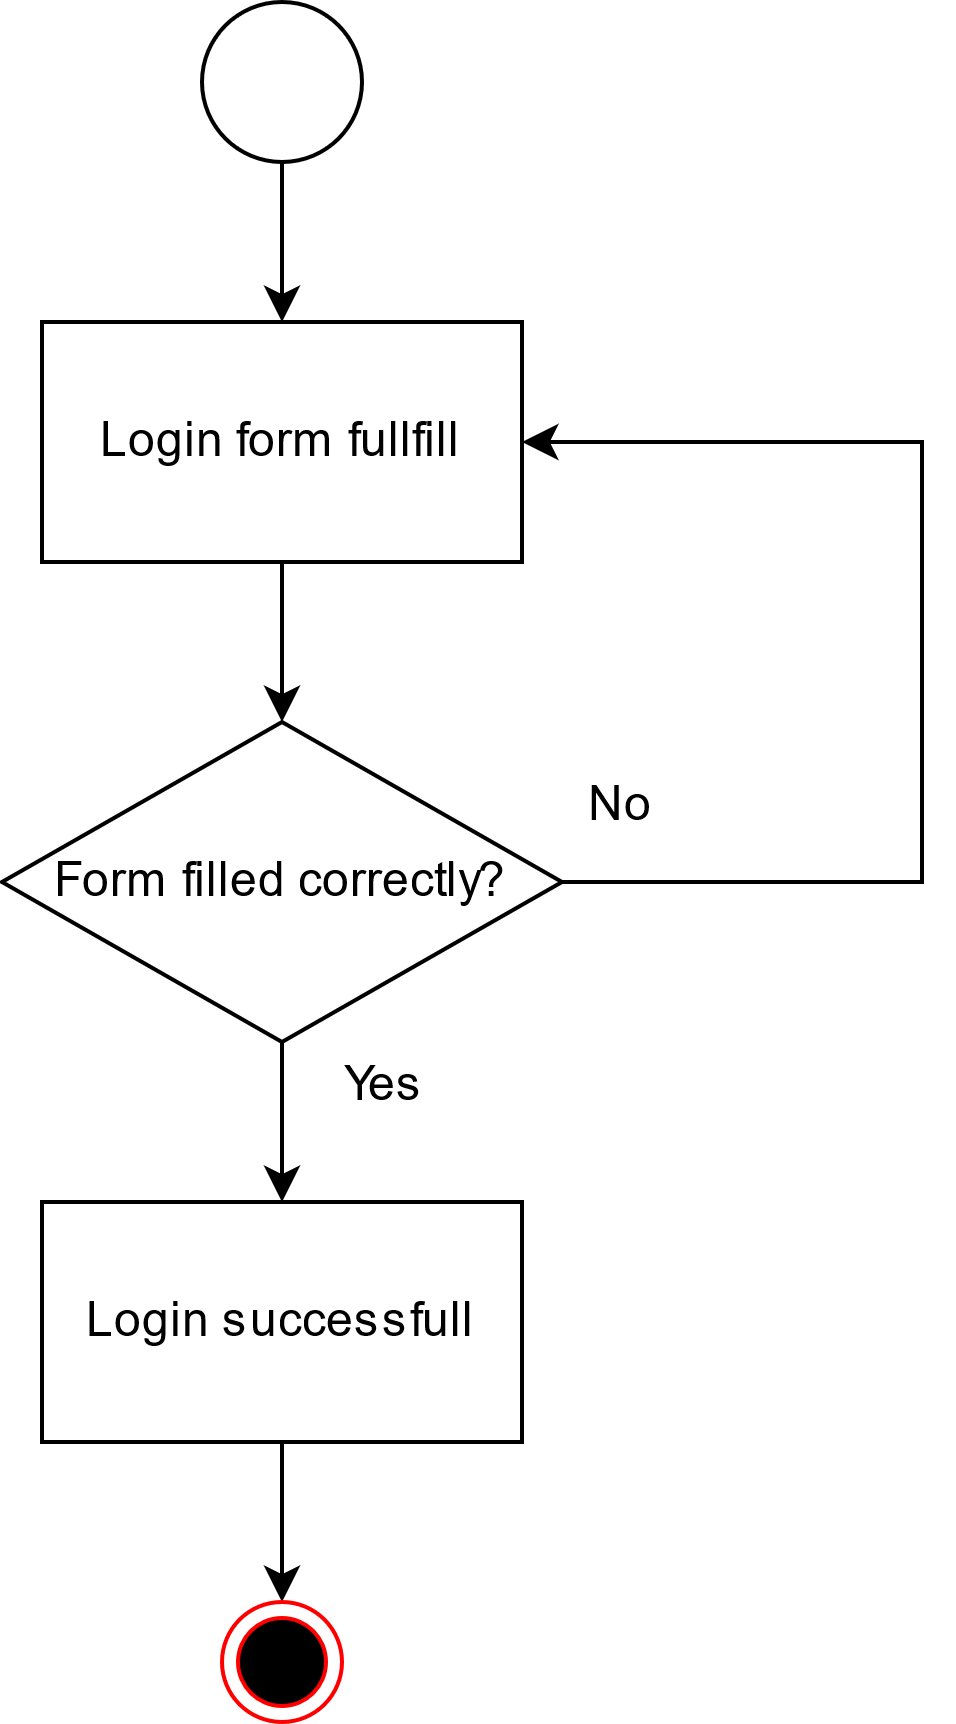 Login form fullfill
No
Form filled correctly?
Yes
Login successfull